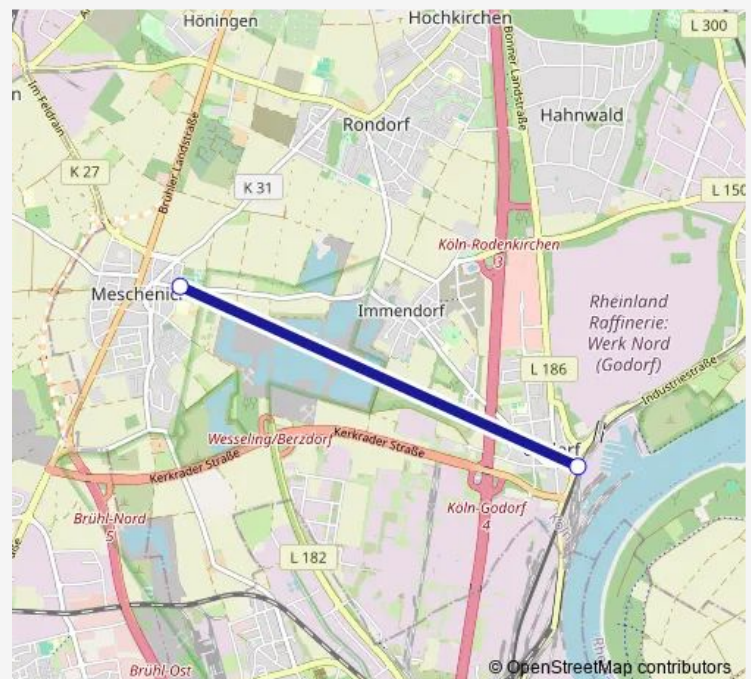 Höningen
Hochkirchen
L 300
Im Feldrain
Bonner Landstraße
Hahnwald
Rondorf
Brühler Landstraße
K 27
K 31
L 150
Köln-Rodenkirchen
3
Meschenich
Immendorf
Rheinland
Raffinerie:
Werk Nord
(Godorf)
L 186
Industriestraße
Wesseling/Berzdorf
Kerkrader Straße
Kerkrader Straße
Brühl-Nord
5
Köln-Godorf
4
L 182
Brühl-Ost
© OpenStreetMap contributors